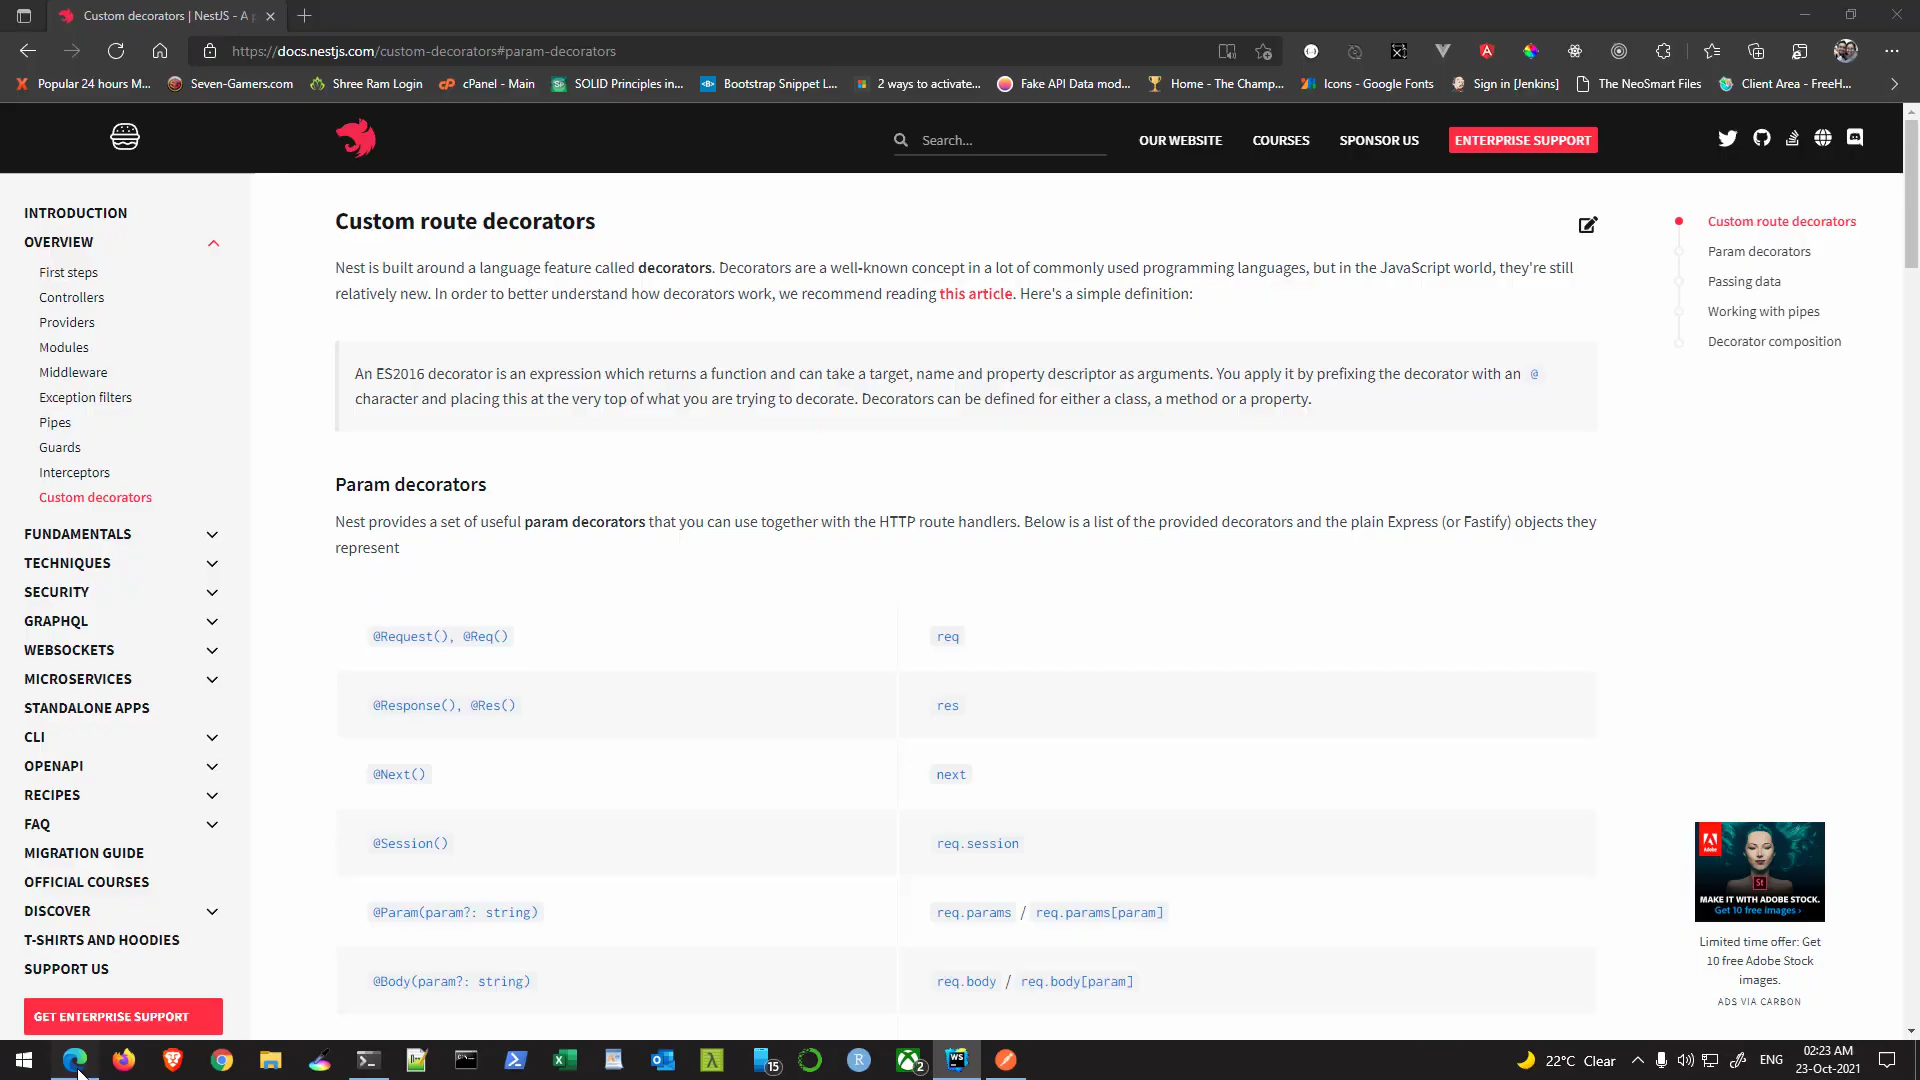 Custom decorators | NestJS - A p
https://docs.nestjs.com/custom-decorators#param-decorators
Popular 24 hours M...
Seven-Gamers.com
Shree Ram Login
cPanel - Main
SOLID Principles in...
Bootstrap Snippet L...
2 ways to activate...
Fake API Data mod...
Home - The Champ...
Icons - Google Fonts
Sign in [Jenkins]
The NeoSmart Files
Client Area - FreeH...
Search...
OUR WEBSITE
COURSES
SPONSOR US
ENTERPRISE SUPPORT
INTRODUCTION
OVERVIEW
First steps
Controllers
Providers
Modules
Middleware
Exception filters
Pipes
Guards
Interceptors
Custom decorators
FUNDAMENTALS
TECHNIQUES
SECURITY
GRAPHQL
WEBSOCKETS
MICROSERVICES
STANDALONE APPS
CLI
OPENAPI
RECIPES
FAQ
MIGRATION GUIDE
OFFICIAL COURSES
DISCOVER
T-SHIRTS AND HOODIES
SUPPORT US
GET ENTERPRISE SUPPORT
Custom route decorators
Nest is built around a language feature called decorators. Decorators are a well-known concept in a lot of commonly used programming languages, but in the JavaScript world, they're still
relatively new. In order to better understand how decorators work, we recommend reading this article. Here's a simple definition:
An ES2016 decorator is an expression which returns a function and can take a target, name and property descriptor as arguments. You apply it by prefixing the decorator with an @
character and placing this at the very top of what you are trying to decorate. Decorators can be defined for either a class, a method or a property.
Param decorators
Nest provides a set of useful param decorators that you can use together with the HTTP route handlers. Below is a list of the provided decorators and the plain Express (or Fastify) objects they
represent
@Request(), @Req() req
@Response(), @Res() res
@Next() next
@Session() req.session
@Param(param?: string) req.params / req.params[param]
@Body(param?: string) req.body / req.body[param]
Custom route decorators
Param decorators
Passing data
Working with pipes
Decorator composition
Adobe
St
MAKE IT WITH ADOBE STOCK.
Get 10 free images ›
Limited time offer: Get
10 free Adobe Stock
images.
ADS VIA CARBON
15
R
2
WS
22°C Clear
ENG
02:23 AM
23-Oct-2021